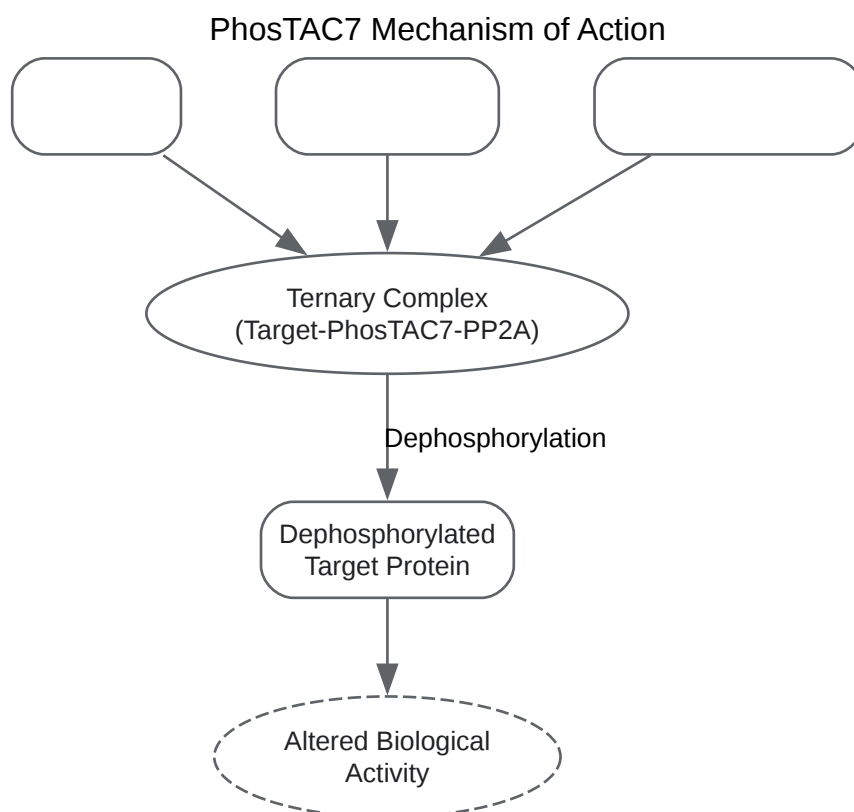 PhosTAC7 Mechanism of Action
Ternary Complex
(Target-PhosTAC7-PP2A)
Dephosphorylation
Dephosphorylated
Target Protein
Altered Biological
Activity